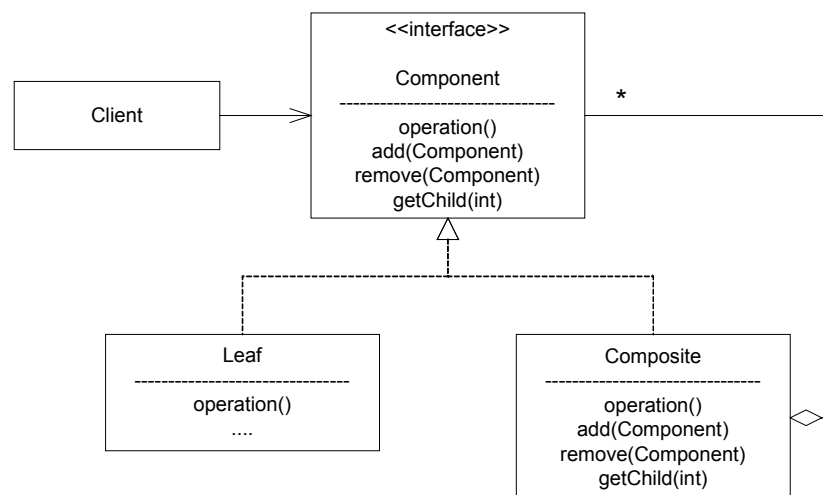 <<interface>>
Component
---------------------------------
operation()
add(Component)
remove(Component)
getChild(int)
Client
*
Leaf
---------------------------------
operation()
....
Composite
---------------------------------
operation()
add(Component)
remove(Component)
getChild(int)